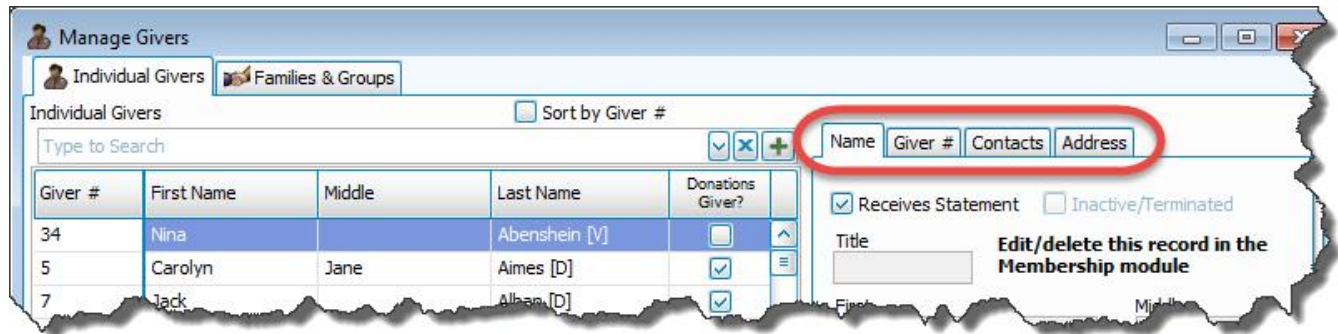 Manage Givers
Individual Givers Families & Groups
Individual Givers Sort by Giver #
Type to Search
Name Giver # Contacts Address
Giver # First Name Middle Last Name Donations Giver?
Receives Statement Inactive/Terminated
34 Nina Abenshein [V]
Title Edit/delete this record in the
Membership module
5 Carolyn Jane Aimes [D]
7 Jack [D]